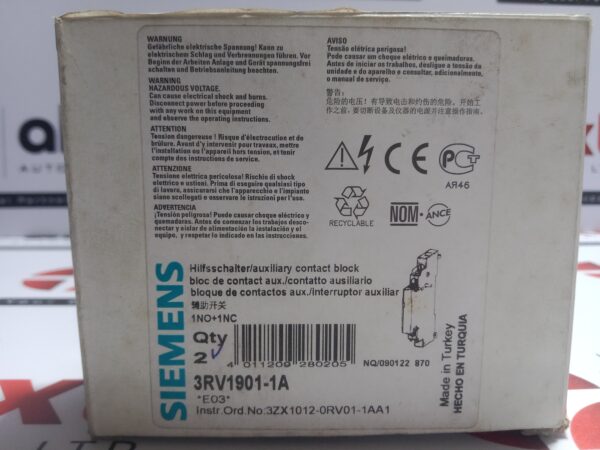 WARNUNG
Gefährliche elektrische Spannung! Kann zu
elektrischem Schlag und Verbrennungen führen. Vor
Beginn der Arbeiten Anlage und Gerät spannungsfrei
schalten und Betriebsanleitung beachten.
WARNING
HAZARDOUS VOLTAGE.
Can cause electrical shock and burns.
Disconnect power before proceeding
with any work on this equipment
and observe the operating instructions.
ATTENTION
Tension dangereuse ! Risque d'électrocution et de
brûlure. Avant d'y intervenir pour travaux, mettre
l'installation ou l'appareil hors tension, et tenir
compte des instructions de service.
ATTENZIONE
Tensione elettrica pericolosa! Rischio di shock
elettrico e ustioni. Prima di eseguire qualsiasi tipo
di lavoro, assicurarsi che l'apparecchio e l'impianto
siano scollegati e osservare le istruzioni per l'uso.
ADVERTENCIA
¡Tensión peligrosa! Puede causar choque eléctrico y
quemaduras. Antes de comenzar los trabajos desco-
nectar y aislar de la alimentación la instalación y el
equipo, y respetar lo indicado en las instrucciones.
AVISO
Tensão elétrica perigosa!
Pode causar um choque elétrico e queimadoras.
Antes de iniciar os trabalhos, desligue a tensão da
unidade e do aparelho e consultar, adicionalmente,
o manual de serviço.
警告:
危险的电压!有导致电击和灼伤的危险,开始工
作之前,要切断设备及仪器的电源并注意操作指南!
CE
АЯ46
RECYCLABLE
NOM - ANCE
SIEMENS
Hilfsschalter/auxiliary contact block
bloc de contact aux./contatto ausiliario
bloque de contactos aux./interruptor auxiliar
辅助开关
1NO+1NC
Qty
2
4 011209 280205
NQ/090122 870
3RV1901-1A
*E03*
Instr.Ord.No:3ZX1012-0RV01-1AA1
Made in Turkey
HECHO EN TURQUIA
LTD